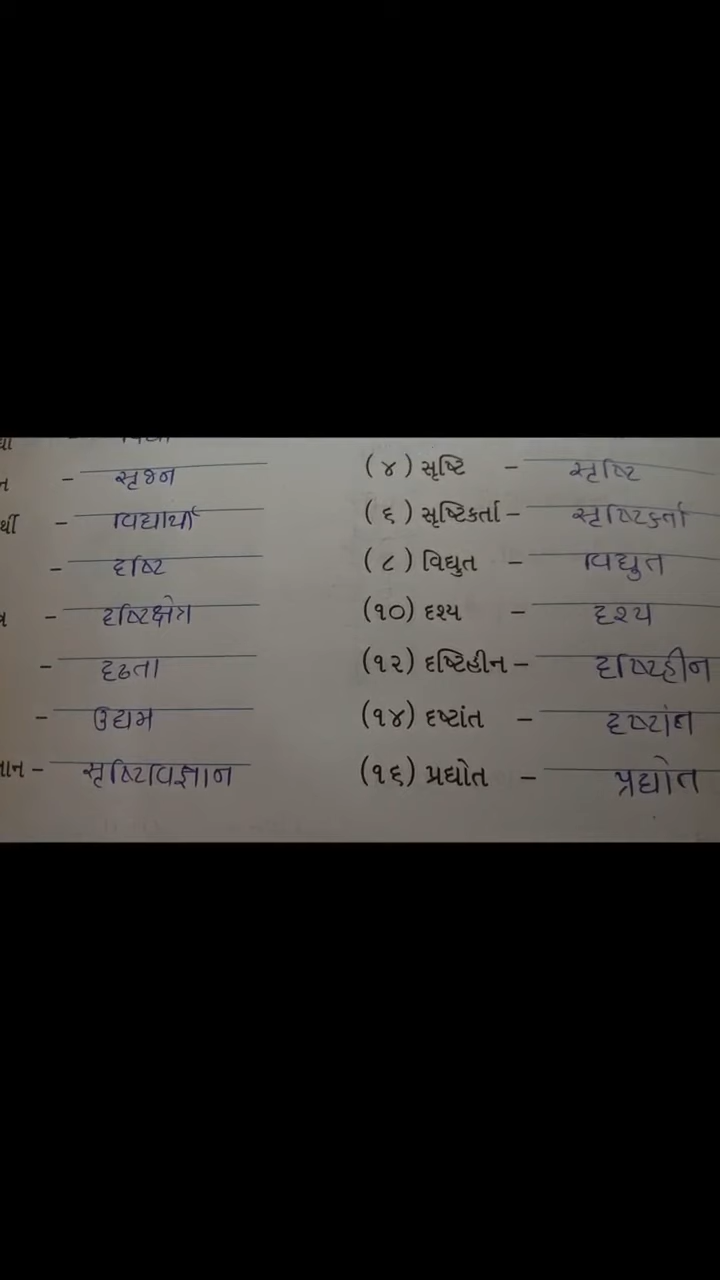 - સૃજન (૪) સૃષ્ટિ - સૃષ્ટિ
ર્થી - વિદ્યાર્થી (૬) સૃષ્ટિકર્તા - સૃષ્ટિકર્તા
- દૃષ્ટિ (૮) વિદ્યુત - વિદ્યુત
- દૃષ્ટિક્ષેત્ર (૧૦) દૃશ્ય - દૃશ્ય
- દૃઢતા (૧૨) દૃષ્ટિહીન - દૃષ્ટિહીન
- ઉદ્યમ (૧૪) દૃષ્ટાંત - દૃષ્ટાંત
ાન - સૃષ્ટિવિજ્ઞાન (૧૬) પ્રદ્યોત - પ્રદ્યોત